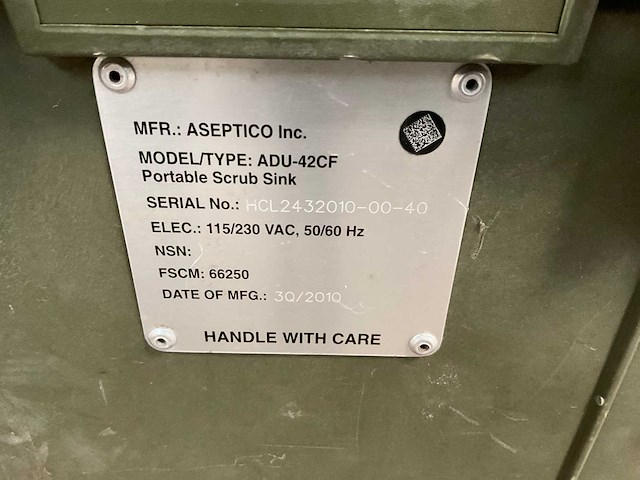 MFR.: ASEPTICO Inc.
MODEL/TYPE: ADU-42CF
Portable Scrub Sink
SERIAL No.: HCL2432010-00-40
ELEC.: 115/230 VAC, 50/60 Hz
NSN:
FSCM: 66250
DATE OF MFG.: 3Q/2010
HANDLE WITH CARE